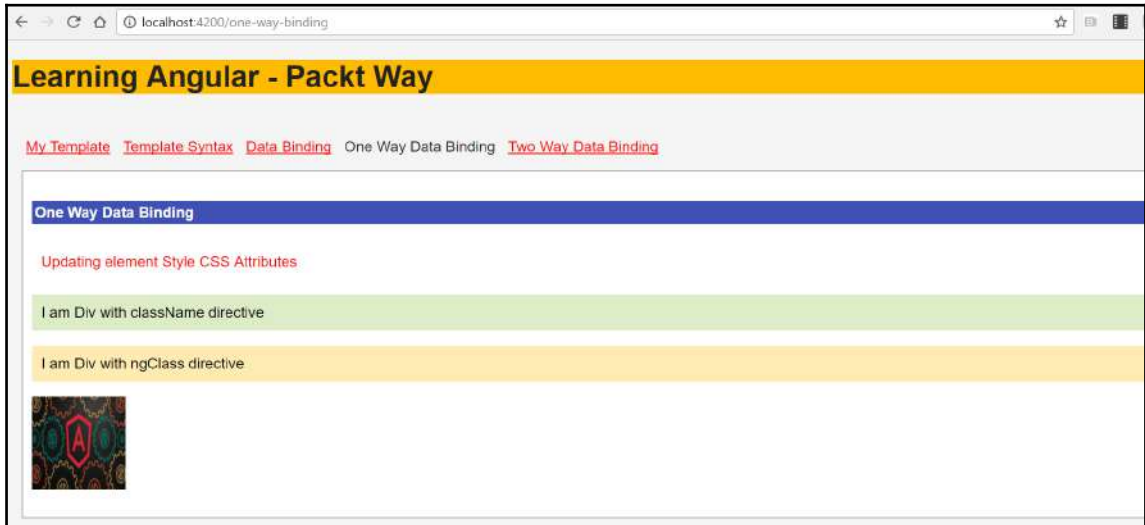 localhost:4200/one-way-binding
Learning Angular - Packt Way
My Template Template Syntax Data Binding One Way Data Binding Two Way Data Binding
One Way Data Binding
Updating element Style CSS Attributes
I am Div with className directive
I am Div with ngClass directive
A